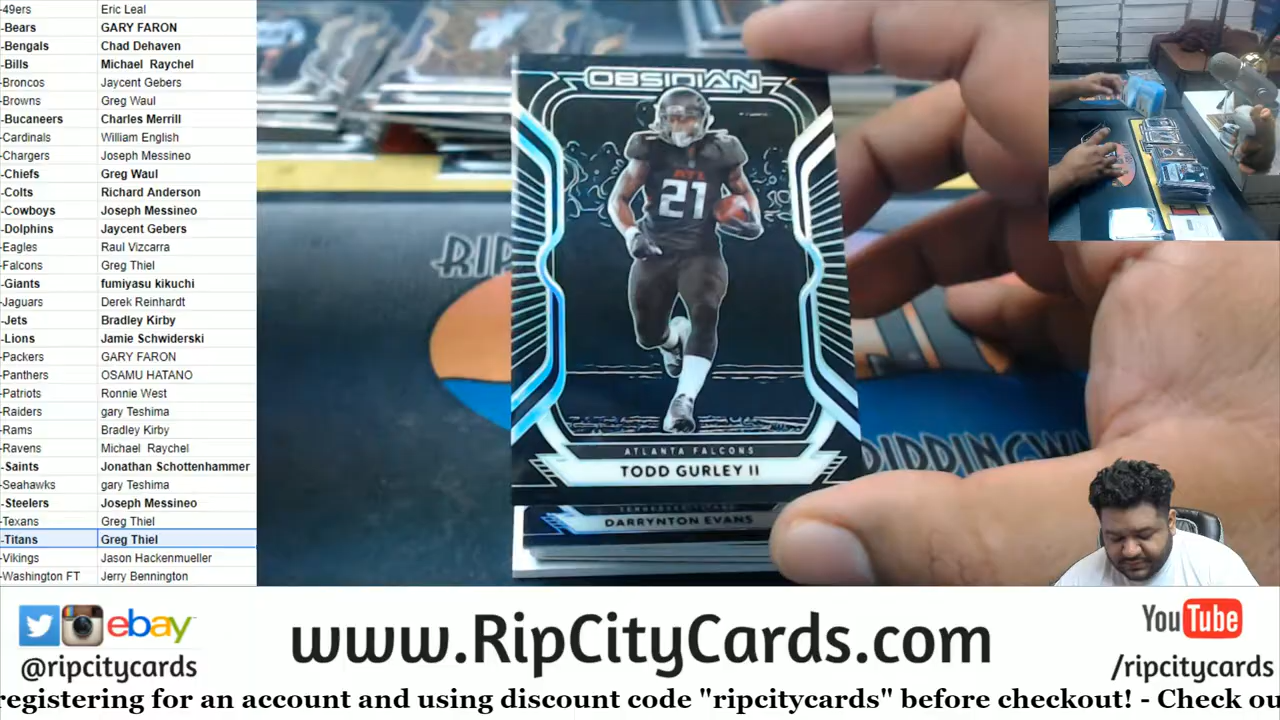 -49ers Eric Leal
-Bears GARY FARON
-Bengals Chad Dehaven
-Bills Michael Raychel
-Broncos Jaycent Gebers
-Browns Greg Waul
-Bucaneers Charles Merrill
-Cardinals William English
-Chargers Joseph Messineo
-Chiefs Greg Waul
-Colts Richard Anderson
-Cowboys Joseph Messineo
-Dolphins Jaycent Gebers
-Eagles Raul Vizcarra
-Falcons Greg Thiel
-Giants fumiyasu kikuchi
-Jaguars Derek Reinhardt
-Jets Bradley Kirby
-Lions Jamie Schwiderski
-Packers GARY FARON
-Panthers OSAMU HATANO
-Patriots Ronnie West
-Raiders gary Teshima
-Rams Bradley Kirby
-Ravens Michael Raychel
-Saints Jonathan Schottenhammer
-Seahawks gary Teshima
-Steelers Joseph Messineo
-Texans Greg Thiel
-Titans Greg Thiel
-Vikings Jason Hackenmueller
-Washington FT Jerry Bennington
OBSIDIAN
ATL
21
ATLANTA FALCONS
TODD GURLEY II
TENNESSEE TITANS
DARRYNTON EVANS
RIP
RIPPINGWA
ebay
@ripcitycards
www.RipCityCards.com
YouTube
/ripcitycards
registering for an account and using discount code "ripcitycards" before checkout! - Check ou